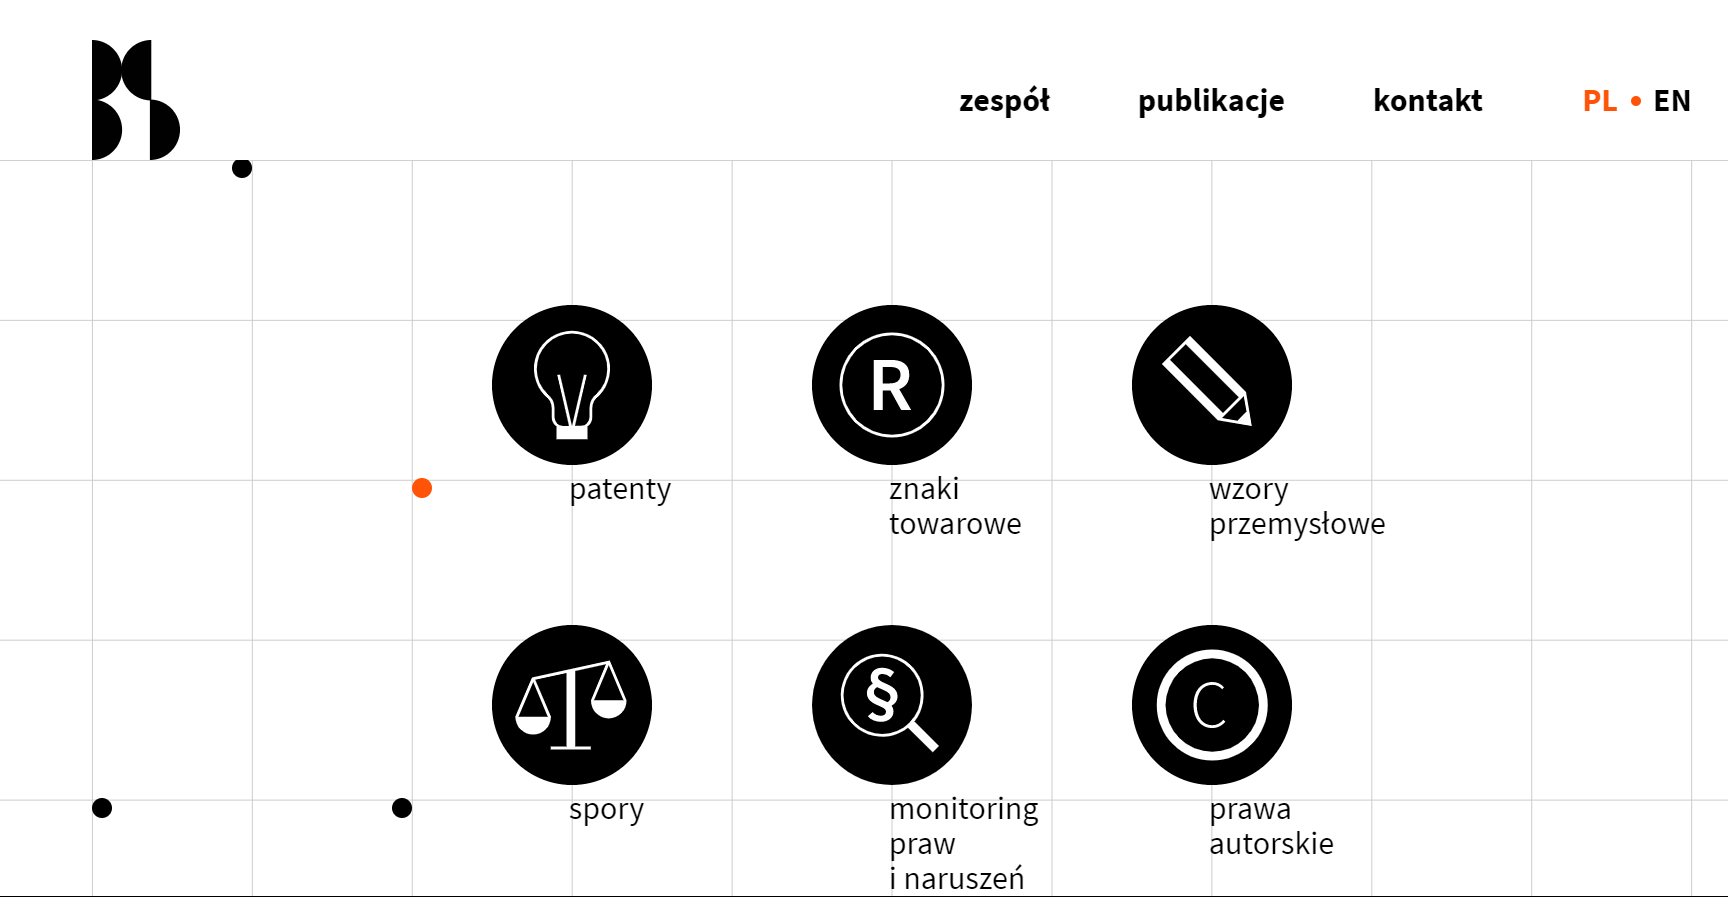 zespół publikacje kontakt PL • EN
R
patenty
znaki
towarowe
wzory
przemysłowe
§
C
spory
monitoring
praw
i naruszeń
prawa
autorskie